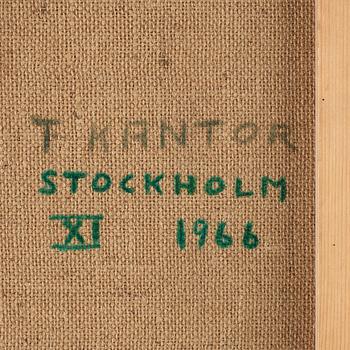 T KANTOR
STOCKHOLM
XI 1966